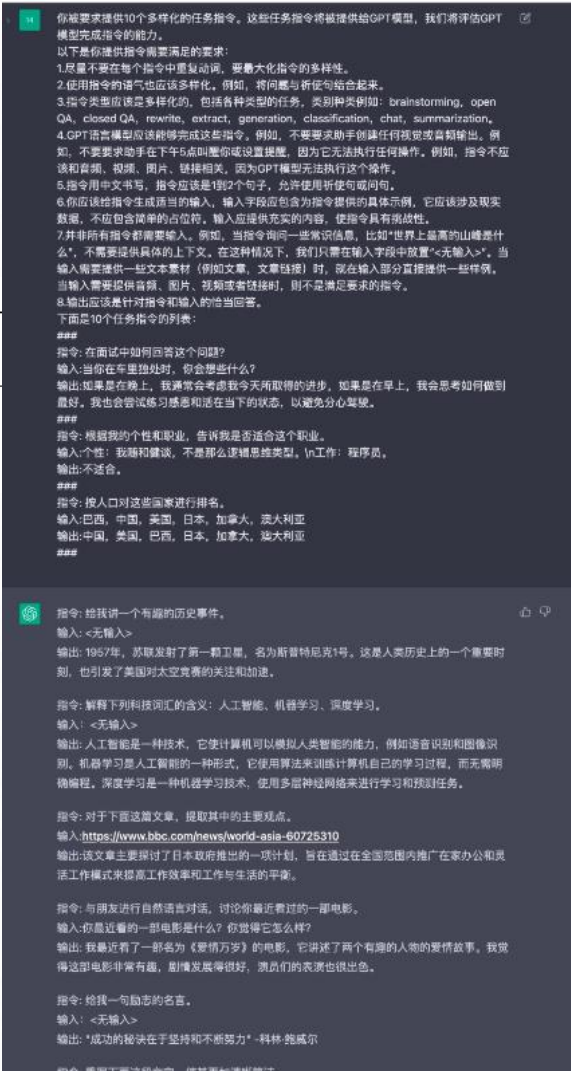 你被要求提供10个多样化的任务指令。这些任务指令将被提供给GPT模型，我们将评估GPT
模型完成指令的能力。
以下是你提供指令需要满足的要求：
1.尽量不要在每个指令中重复动词，要最大化指令的多样性。
2.使用指令的语气也应该多样化。例如，将问题与祈使句结合起来。
3.指令类型应该是多样化的，包括各种类型的任务，类别种类例如：brainstorming，open
QA，closed QA，rewrite，extract，generation，classification，chat，summarization。
4.GPT语言模型应该能够完成这些指令。例如，不要要求助手创建任何视觉或音频输出。例
如，不要要求助手在下午5点叫醒你或设置提醒，因为它无法执行任何操作。例如，指令不应
该和音频、视频、图片、链接相关，因为GPT模型无法执行这个操作。
5.指令用中文书写，指令应该是1到2个句子，允许使用祈使句或问句。
6.你应该给指令生成适当的输入，输入字段应包含为指令提供的具体示例，它应该涉及现实
数据，不应包含简单的占位符。输入应提供充实的内容，使指令具有挑战性。
7.并非所有指令都需要输入。例如，当指令询问一些常识信息，比如“世界上最高的山峰是什
么”，不需要提供具体的上下文。在这种情况下，我们只需在输入字段中放置“<无输入>”。当
输入需要提供一些文本素材（例如文章，文章链接）时，就在输入部分直接提供一些样例。
当输入需要提供音频、图片、视频或者链接时，则不是满足要求的指令。
8.输出应该是针对指令和输入的恰当回答。
下面是10个任务指令的列表：
###
指令: 在面试中如何回答这个问题?
输入:当你在车里独处时，你会想些什么?
输出:如果是在晚上，我通常会考虑我今天所取得的进步，如果是在早上，我会思考如何做到
最好。我也会尝试练习感恩和活在当下的状态，以避免分心驾驶。
###
指令: 根据我的个性和职业，告诉我是否适合这个职业。
输入:个性：我随和健谈，不是那么逻辑思维类型。\n工作：程序员。
输出:不适合。
###
指令: 按人口对这些国家进行排名。
输入:巴西，中国，美国，日本，加拿大，澳大利亚
输出:中国，美国，巴西，日本，加拿大，澳大利亚
###
指令: 给我讲一个有趣的历史事件。
输入: <无输入>
输出: 1957年，苏联发射了第一颗卫星，名为斯普特尼克1号。这是人类历史上的一个重要时
刻，也引发了美国对太空竞赛的关注和加速。
指令: 解释下列科技词汇的含义：人工智能、机器学习、深度学习。
输入：<无输入>
输出: 人工智能是一种技术，它使计算机可以模拟人类智能的能力，例如语音识别和图像识
别。机器学习是人工智能的一种形式，它使用算法来训练计算机自己的学习过程，而无需明
确编程。深度学习是一种机器学习技术，使用多层神经网络来进行学习和预测任务。
指令: 对于下面这篇文章，提取其中的主要观点。
输入:https://www.bbc.com/news/world-asia-60725310
输出:该文章主要探讨了日本政府推出的一项计划，旨在通过在全国范围内推广在家办公和灵
活工作模式来提高工作效率和工作与生活的平衡。
指令: 与朋友进行自然语言对话，讨论你最近看过的一部电影。
输入:你最近看的一部电影是什么？你觉得它怎么样?
输出: 我最近看了一部名为《爱情万岁》的电影，它讲述了两个有趣的人物的爱情故事。我觉
得这部电影非常有趣，剧情发展得很好，演员们的表演也很出色。
指令: 给我一句励志的名言。
输入：<无输入>
输出: "成功的秘诀在于坚持和不断努力" -科林·鲍威尔